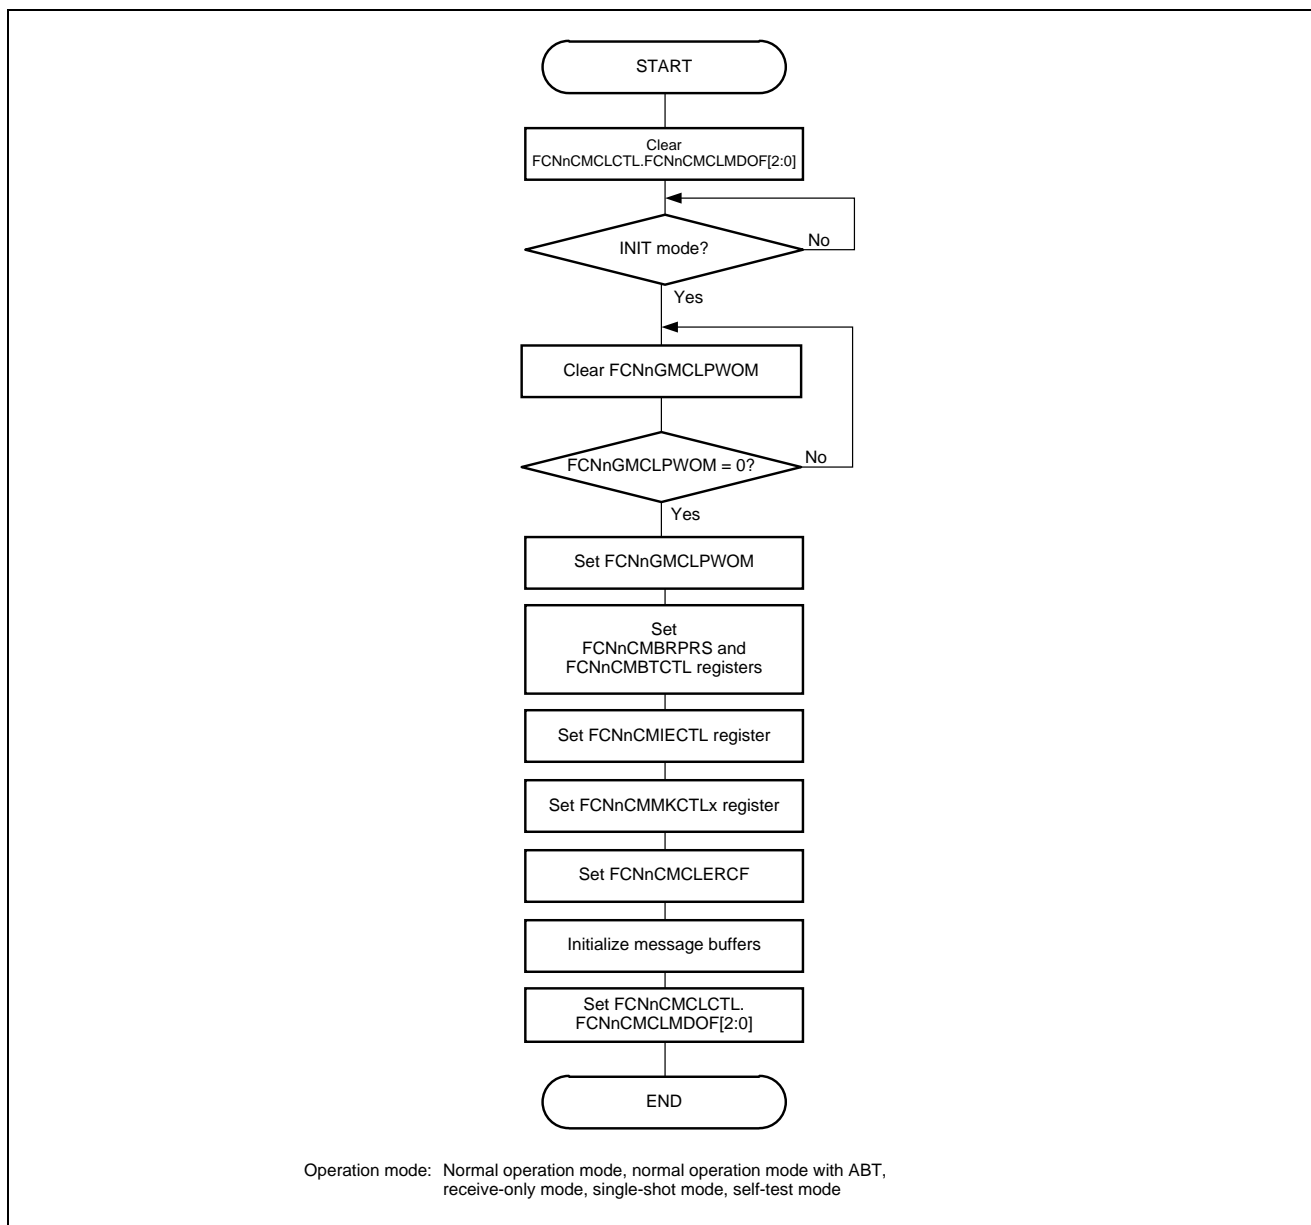 START
Clear
FCNnCMCLCTL.FCNnCMCLMDOF[2:0]
INIT mode?
No
Yes
Clear FCNnGMCLPWOM
FCNnGMCLPWOM = 0?
No
Yes
Set FCNnGMCLPWOM
Set
FCNnCMBRPRS and
FCNnCMBTCTL registers
Set FCNnCMIECTL register
Set FCNnCMMKCTLx register
Set FCNnCMCLERCF
Initialize message buffers
Set FCNnCMCLCTL.
FCNnCMCLMDOF[2:0]
END
Operation mode: Normal operation mode, normal operation mode with ABT,
receive-only mode, single-shot mode, self-test mode